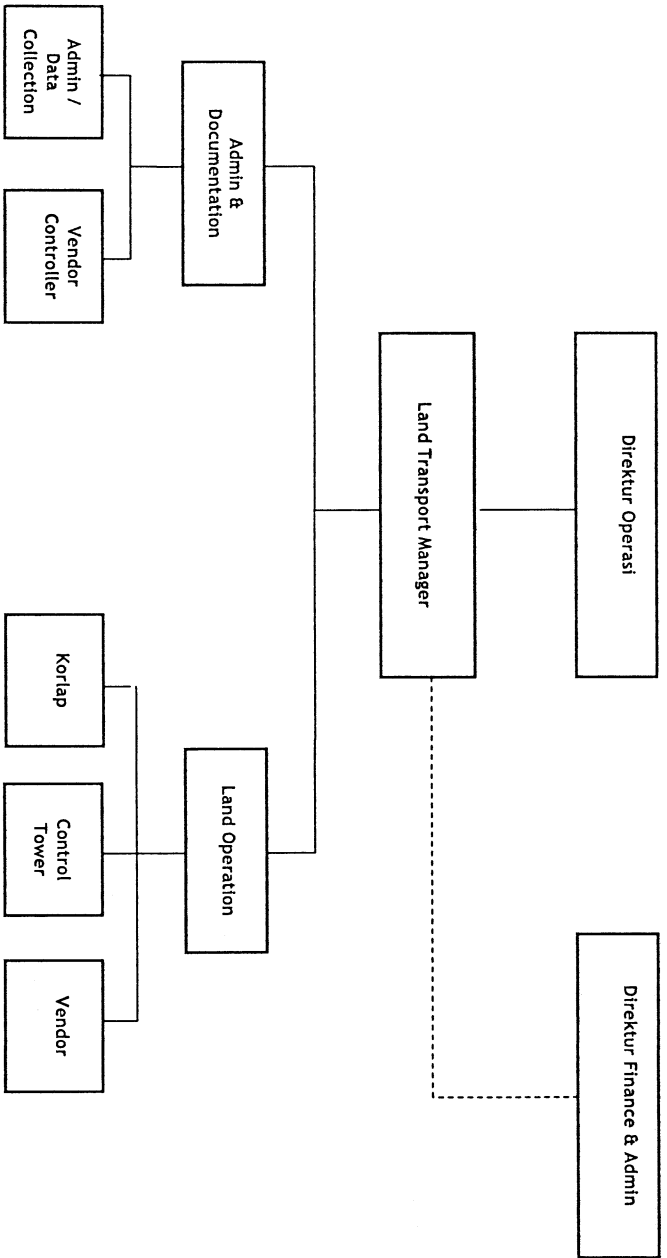 Direktur Operasi
Direktur Finance & Admin
Land Transport Manager
Admin &
Documentation
Land Operation
Admin /
Data
Collection
Vendor
Controller
Korlap
Control
Tower
Vendor